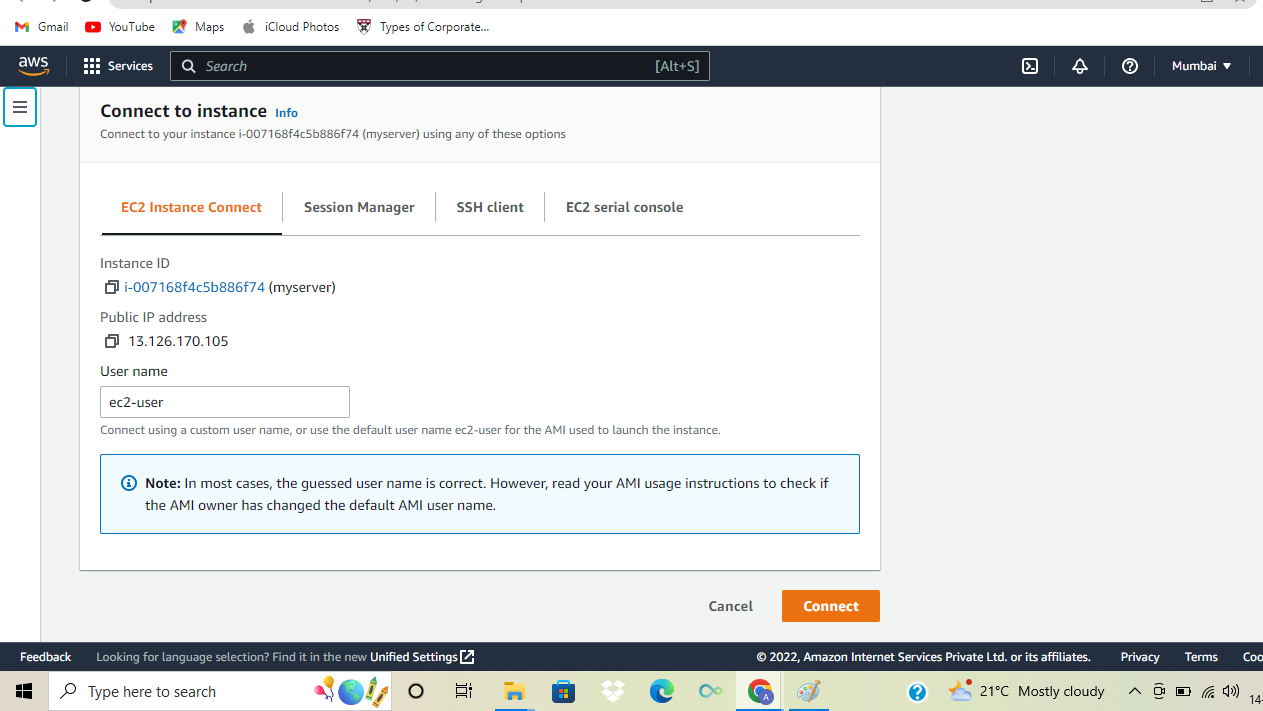 Gmail YouTube Maps iCloud Photos Types of Corporate...
aws Services Search [Alt+S] Mumbai
Connect to instance Info
Connect to your instance i-007168f4c5b886f74 (myserver) using any of these options
EC2 Instance Connect Session Manager SSH client EC2 serial console
Instance ID
i-007168f4c5b886f74 (myserver)
Public IP address
13.126.170.105
User name
ec2-user
Connect using a custom user name, or use the default user name ec2-user for the AMI used to launch the instance.
Note: In most cases, the guessed user name is correct. However, read your AMI usage instructions to check if
the AMI owner has changed the default AMI user name.
Cancel Connect
Feedback Looking for language selection? Find it in the new Unified Settings © 2022, Amazon Internet Services Private Ltd. or its affiliates. Privacy Terms Coo
Type here to search A 21°C Mostly cloudy 14-